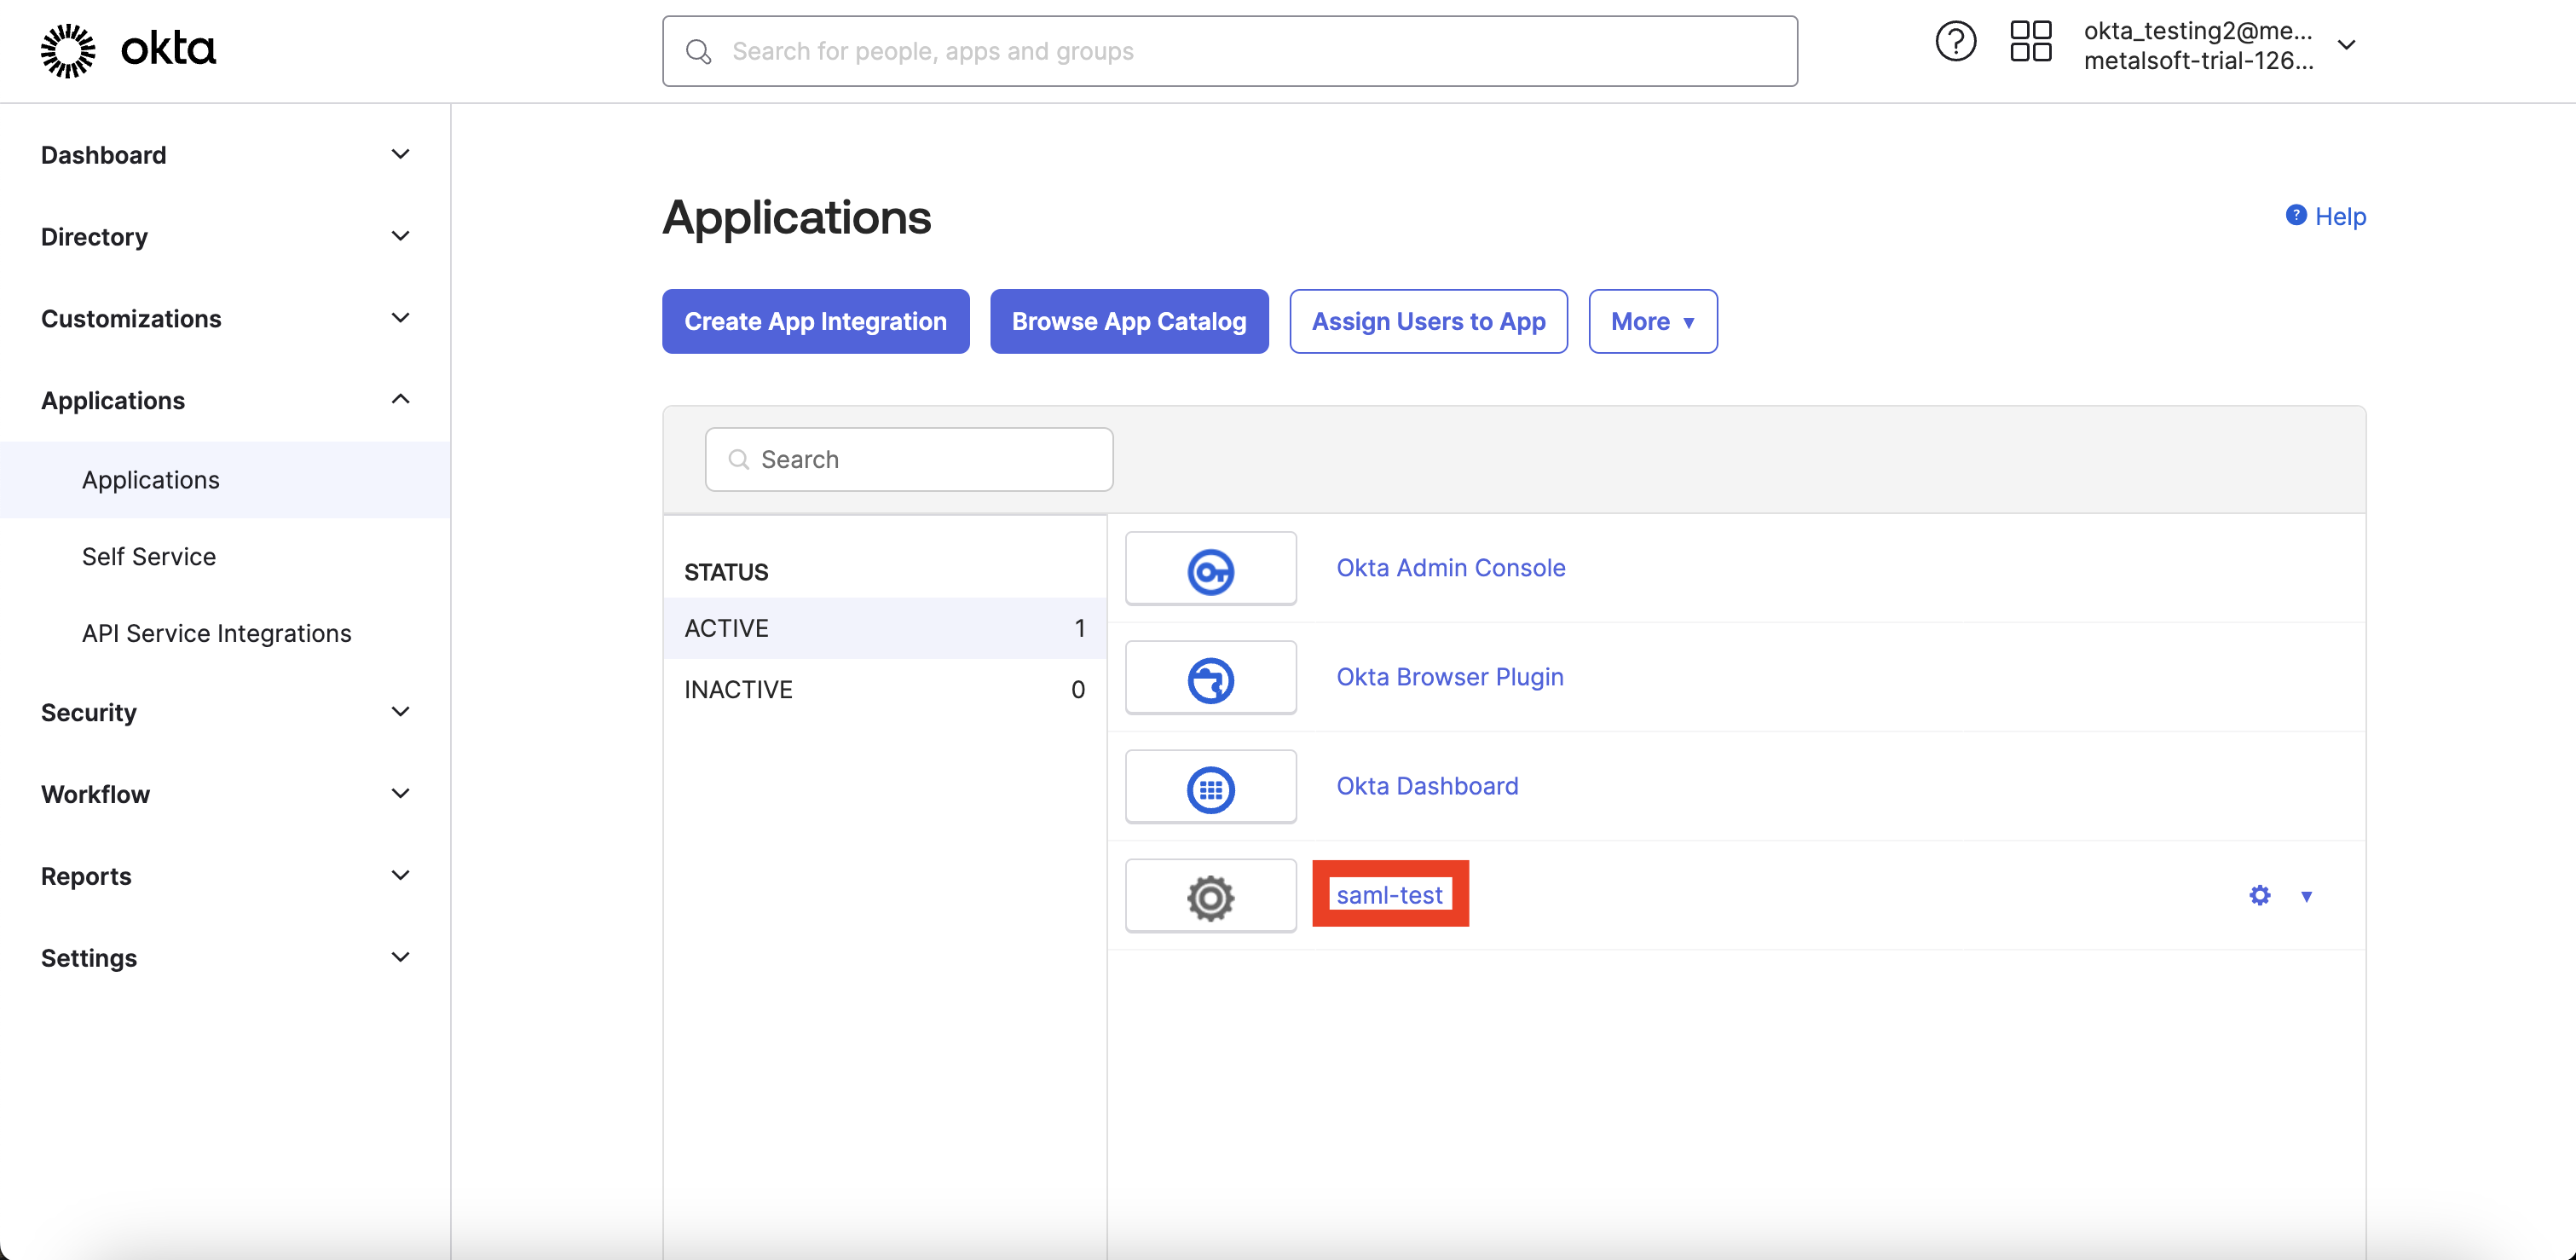 okta
Search for people, apps and groups
okta_testing2@me...
metalsoft-trial-126...
Dashboard
Directory
Customizations
Applications
Applications
Self Service
API Service Integrations
Security
Workflow
Reports
Settings
Applications
Help
Create App Integration
Browse App Catalog
Assign Users to App
More
Search
STATUS
ACTIVE 1
INACTIVE 0
Okta Admin Console
Okta Browser Plugin
Okta Dashboard
saml-test